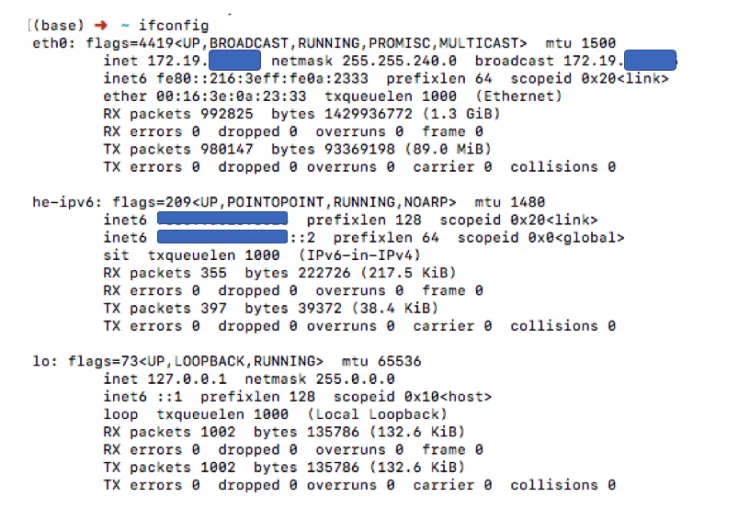 (base) ➜ ~ ifconfig
eth0: flags=4419<UP,BROADCAST,RUNNING,PROMISC,MULTICAST> mtu 1500
inet 172.19. netmask 255.255.240.0 broadcast 172.19.
inet6 fe80::216:3eff:fe0a:2333 prefixlen 64 scopeid 0x20<link>
ether 00:16:3e:0a:23:33 txqueuelen 1000 (Ethernet)
RX packets 992825 bytes 1429936772 (1.3 GiB)
RX errors 0 dropped 0 overruns 0 frame 0
TX packets 980147 bytes 93369198 (89.0 MiB)
TX errors 0 dropped 0 overruns 0 carrier 0 collisions 0
he-ipv6: flags=209<UP,POINTOPOINT,RUNNING,NOARP> mtu 1480
inet6 prefixlen 128 scopeid 0x20<link>
inet6 ::2 prefixlen 64 scopeid 0x0<global>
sit txqueuelen 1000 (IPv6-in-IPv4)
RX packets 355 bytes 222726 (217.5 KiB)
RX errors 0 dropped 0 overruns 0 frame 0
TX packets 397 bytes 39372 (38.4 KiB)
TX errors 0 dropped 0 overruns 0 carrier 0 collisions 0
lo: flags=73<UP,LOOPBACK,RUNNING> mtu 65536
inet 127.0.0.1 netmask 255.0.0.0
inet6 ::1 prefixlen 128 scopeid 0x10<host>
loop txqueuelen 1000 (Local Loopback)
RX packets 1002 bytes 135786 (132.6 KiB)
RX errors 0 dropped 0 overruns 0 frame 0
TX packets 1002 bytes 135786 (132.6 KiB)
TX errors 0 dropped 0 overruns 0 carrier 0 collisions 0